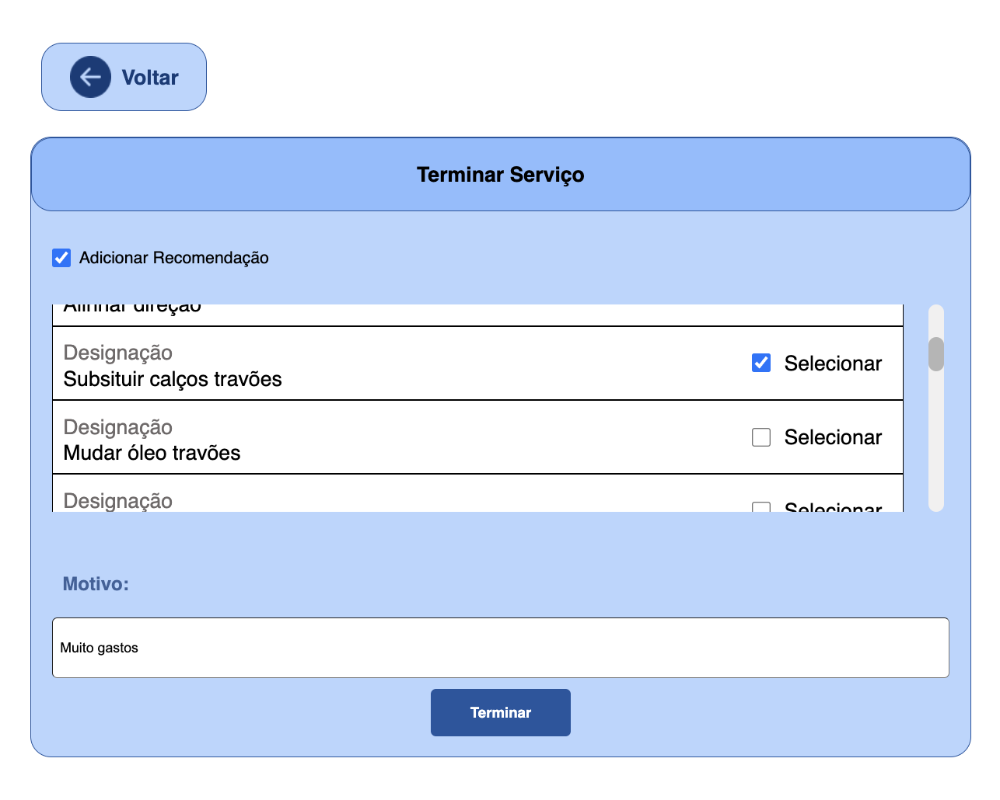 Voltar
Terminar Serviço
Adicionar Recomendação
Alinhar direção
Designação
Subsituir calços travões
Selecionar
Designação
Mudar óleo travões
Selecionar
Designação
Selecionar
Motivo:
Muito gastos
Terminar